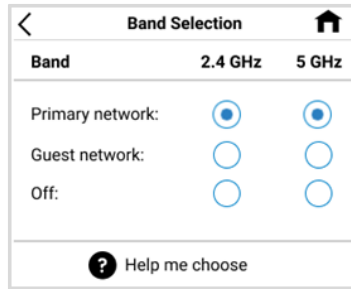 Band Selection
Band 2.4 GHz 5 GHz
Primary network:
Guest network:
Off:
? Help me choose